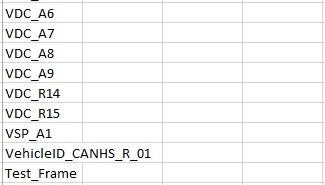 VDC_A6
VDC_A7
VDC_A8
VDC_A9
VDC_R14
VDC_R15
VSP_A1
VehicleID_CANHS_R_01
Test_Frame